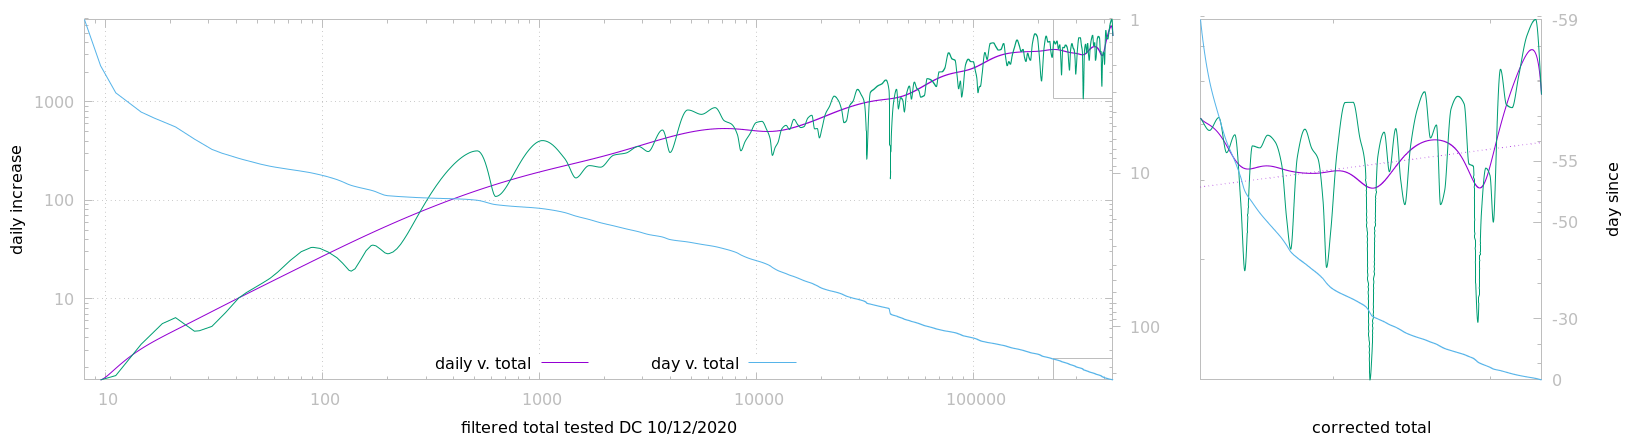 1000
100
10
daily increase
10
100
1000
10000
100000
filtered total tested DC 10/12/2020
daily v. total
day v. total
1
10
100
-59
-55
-50
-30
0
day since
corrected total